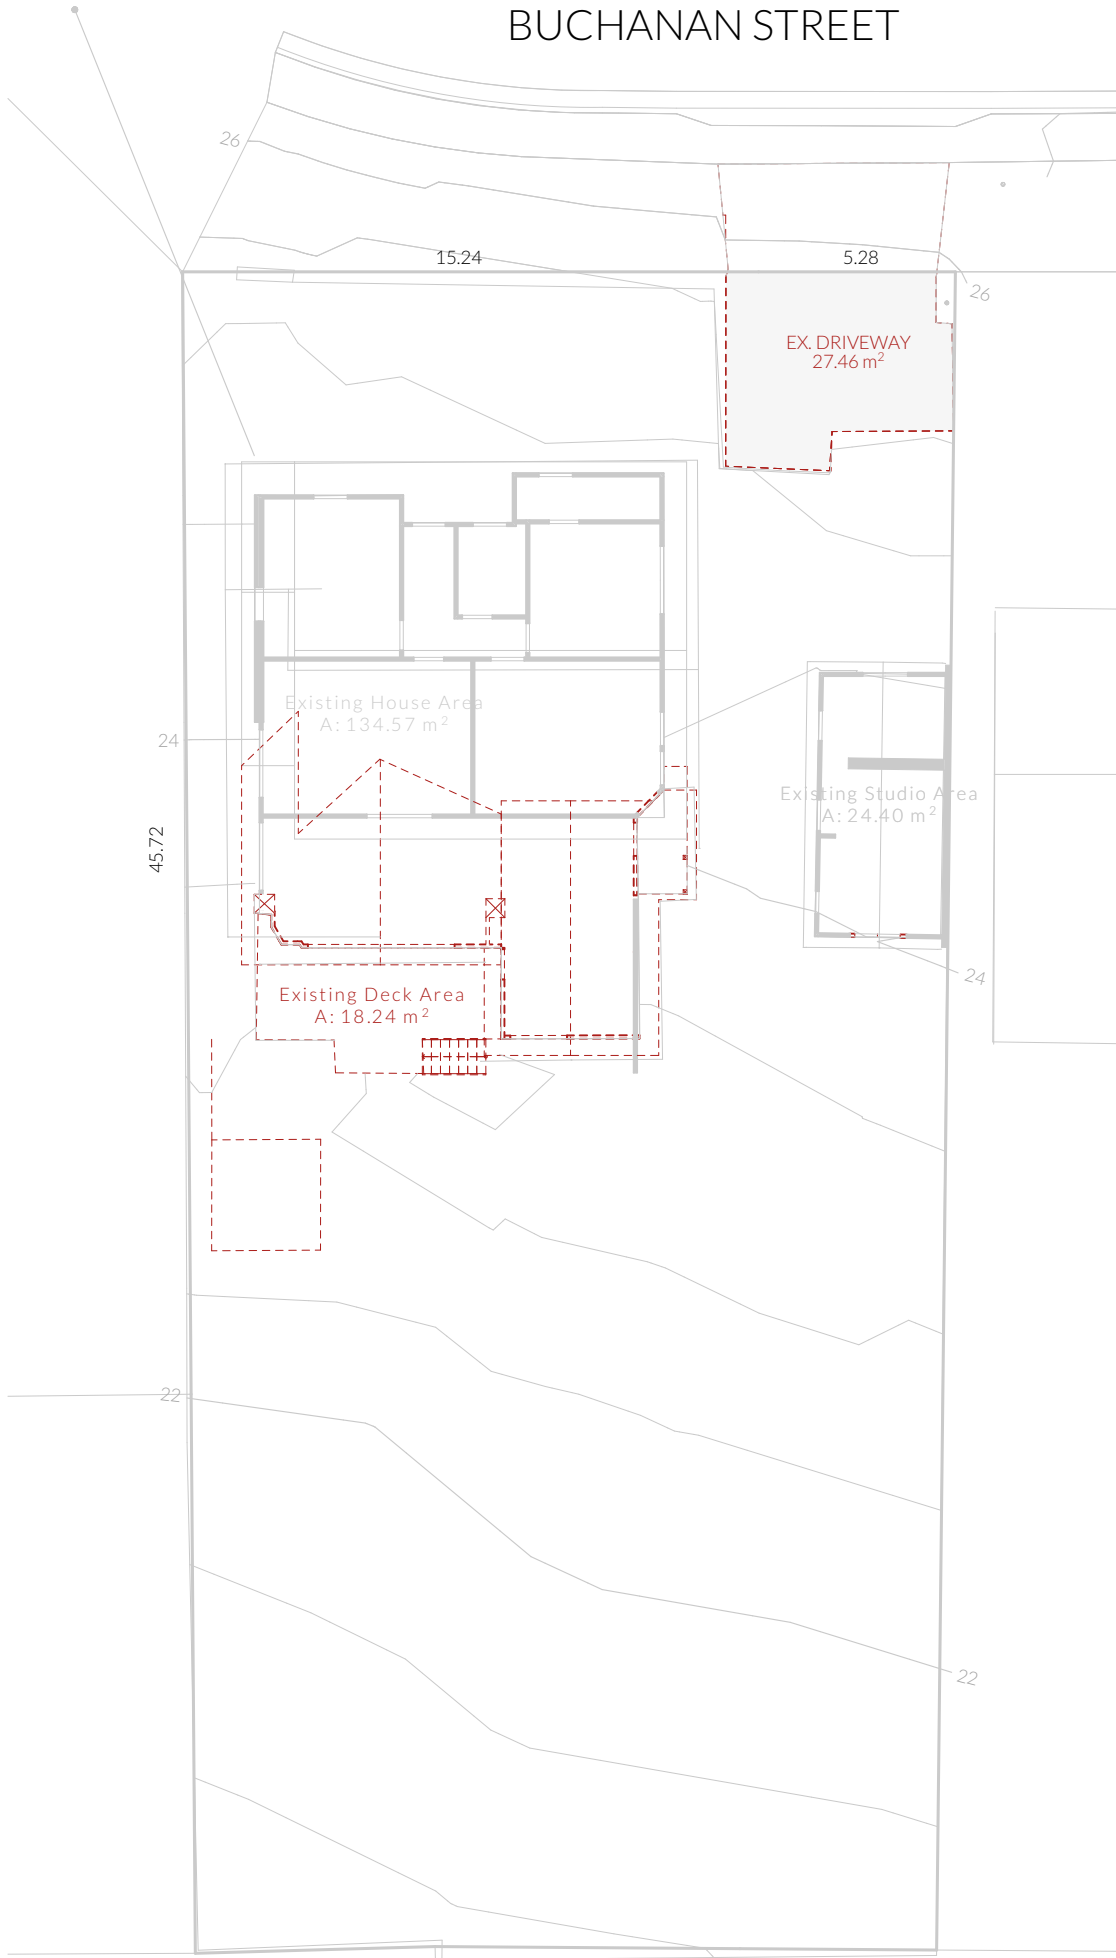 BUCHANAN STREET
26
15.24
5.28
26
EX. DRIVEWAY
27.46 m²
Existing House Area
A: 134.57 m²
24
Existing Studio Area
A: 24.40 m²
45.72
24
Existing Deck Area
A: 18.24 m²
22
22